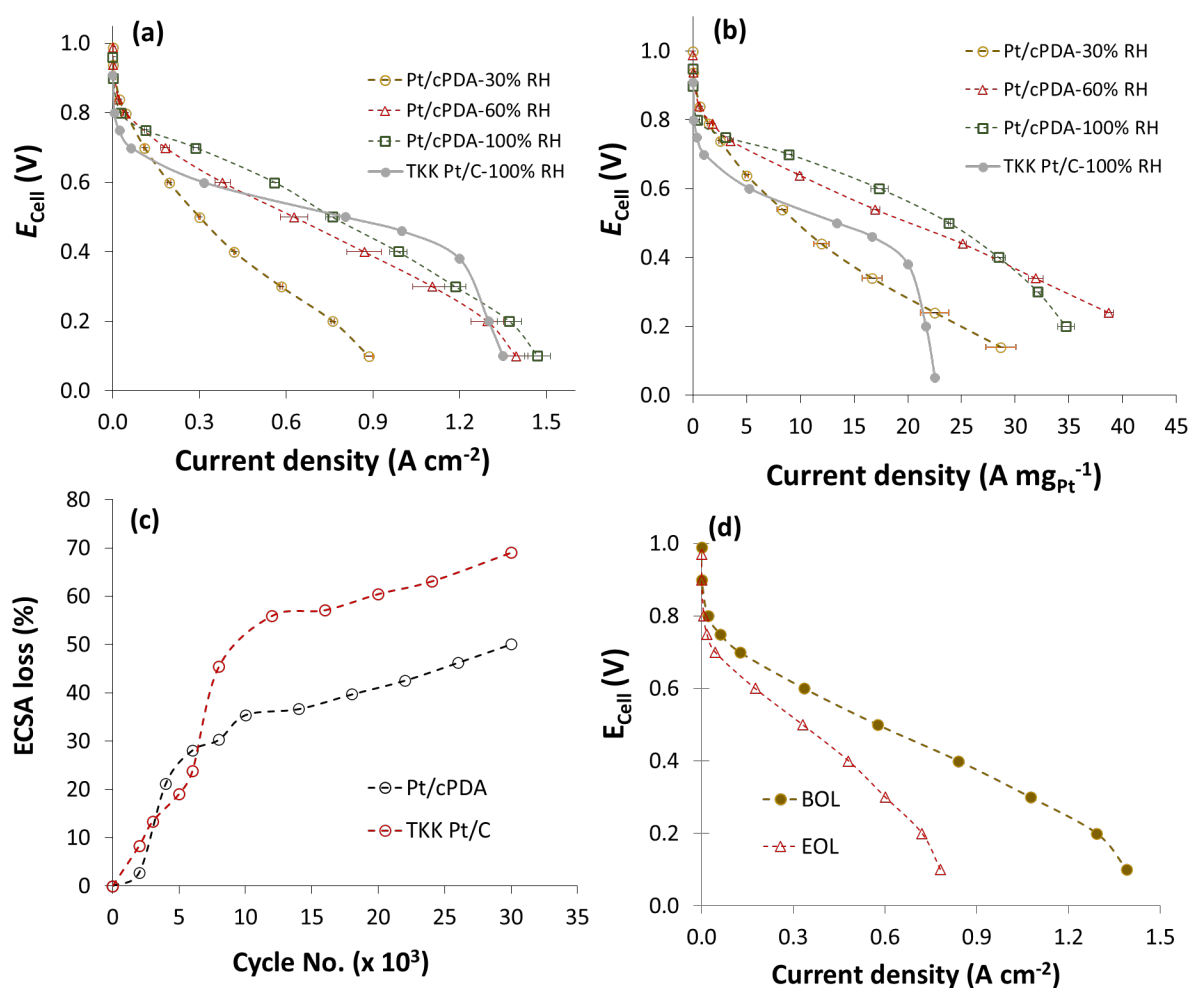 (a)
1.0
0.8
0.6
0.4
0.2
0.0
E_Cell (V)
Pt/cPDA-30% RH
Pt/cPDA-60% RH
Pt/cPDA-100% RH
TKK Pt/C-100% RH
0.0 0.3 0.6 0.9 1.2 1.5
Current density (A cm⁻²)
(b)
1.0
0.8
0.6
0.4
0.2
0.0
E_Cell (V)
Pt/cPDA-30% RH
Pt/cPDA-60% RH
Pt/cPDA-100% RH
TKK Pt/C-100% RH
0 5 10 15 20 25 30 35 40 45
Current density (A mg_Pt⁻¹)
(c)
80
70
60
50
40
30
20
10
0
ECSA loss (%)
Pt/cPDA
TKK Pt/C
0 5 10 15 20 25 30 35
Cycle No. (x 10³)
(d)
1.0
0.8
0.6
0.4
0.2
0.0
E_Cell (V)
BOL
EOL
0.0 0.3 0.6 0.9 1.2 1.5
Current density (A cm⁻²)